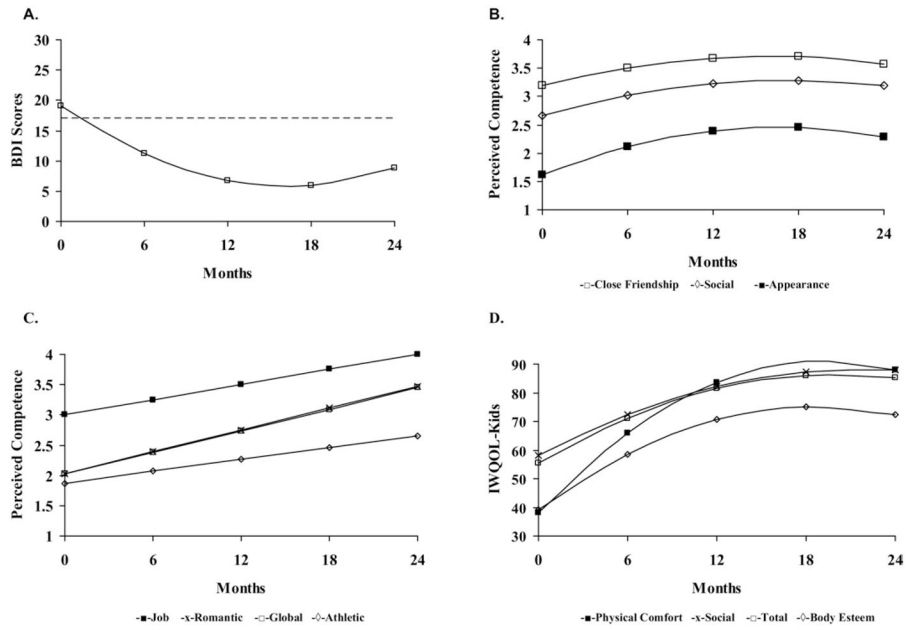 A.
30
25
20
15
10
5
0
BDI Scores
0 6 12 18 24
Months
B.
4
3.5
3
2.5
2
1.5
1
Perceived Competence
0 6 12 18 24
Months
-□-Close Friendship -◇-Social -■-Appearance
C.
4
3.5
3
2.5
2
1.5
1
Perceived Competence
0 6 12 18 24
Months
-■-Job -x-Romantic -□-Global -◇-Athletic
D.
90
80
70
60
50
40
30
IWQOL-Kids
0 6 12 18 24
Months
-■-Physical Comfort -x-Social -□-Total -◇-Body Esteem